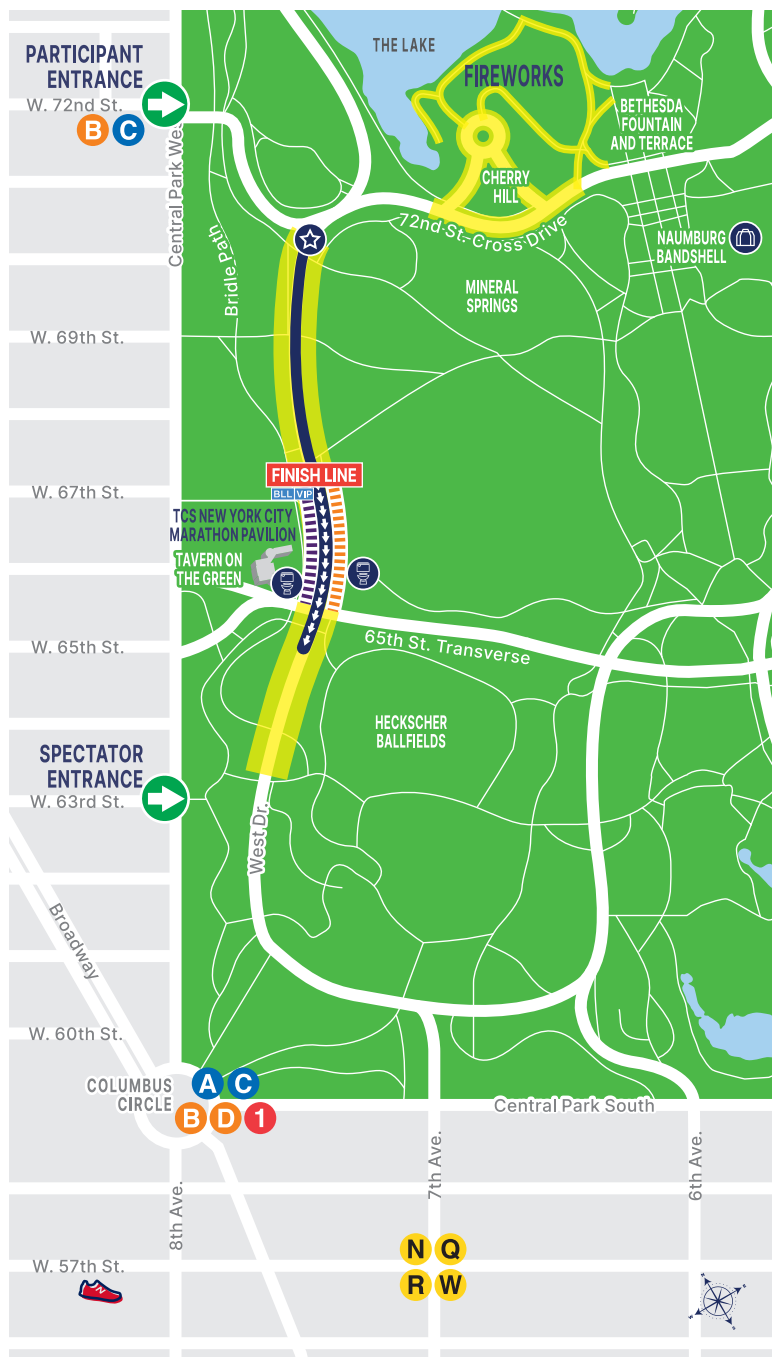 THE LAKE
PARTICIPANT
ENTRANCE
W. 72nd St.
B C
FIREWORKS
BETHESDA
FOUNTAIN
AND TERRACE
CHERRY
HILL
Central Park We
72nd St. Cross Drive
NAUMBURG
BANDSHELL
Bridle Path
MINERAL
SPRINGS
W. 69th St.
FINISH LINE
BLL VIP
W. 67th St.
TCS NEW YORK CITY
MARATHON PAVILION
TAVERN ON
THE GREEN
W. 65th St.
65th St. Transverse
HECKSCHER
BALLFIELDS
SPECTATOR
ENTRANCE
W. 63rd St.
West Dr.
Broadway
W. 60th St.
COLUMBUS
CIRCLE
A C
B D 1
Central Park South
8th Ave.
7th Ave.
6th Ave.
N Q
R W
W. 57th St.